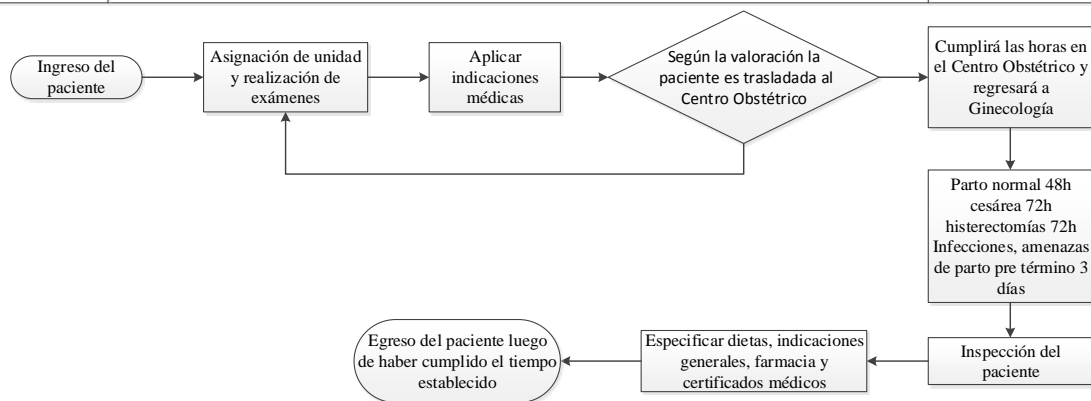 Ingreso del
paciente
Asignación de unidad
y realización de
exámenes
Aplicar
indicaciones
médicas
Según la valoración la
paciente es trasladada al
Centro Obstétrico
Cumplirá las horas en
el Centro Obstétrico y
regresará a
Ginecología
Parto normal 48h
cesárea 72h
histerectomías 72h
Infecciones, amenazas
de parto pre término 3
días
Inspección del
paciente
Especificar dietas, indicaciones
generales, farmacia y
certificados médicos
Egreso del paciente luego
de haber cumplido el tiempo
establecido